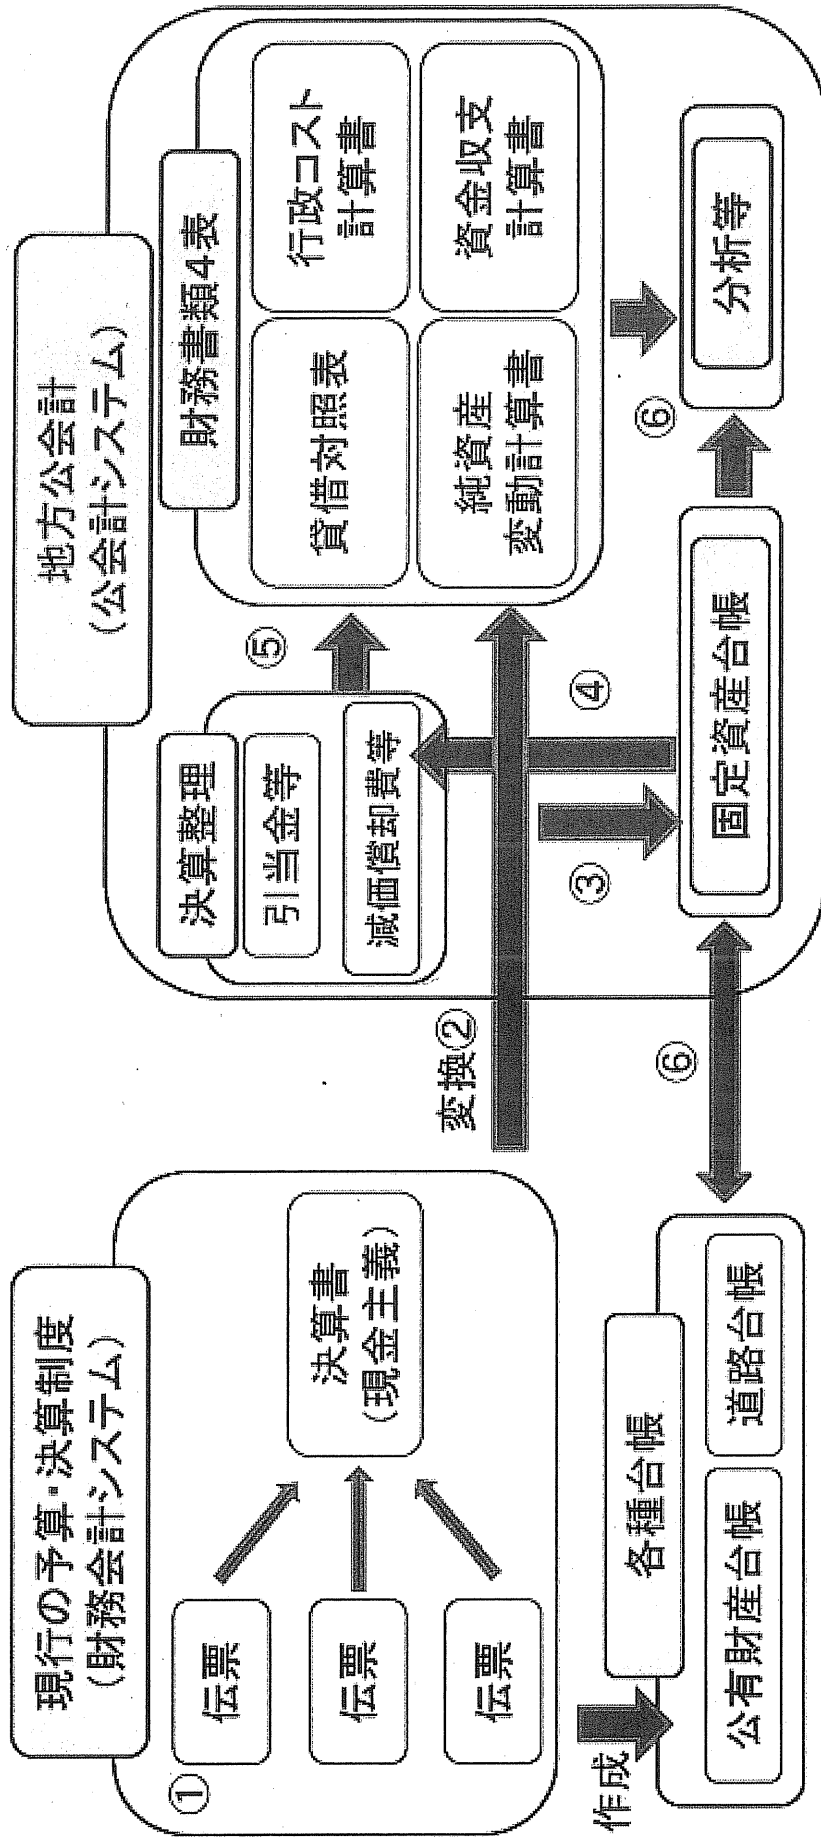 現行の予算・決算制度
(財務会計システム)
①
伝票
伝票
伝票
決算書
(現金主義)
作成
各種台帳
公有財産台帳
道路台帳
変換②
⑥
地方公会計
(公会計システム)
決算整理
引当金等
減価償却費等
③
④
⑤
財務書類4表
貸借対照表
行政コスト
計算書
純資産
変動計算書
資金収支
計算書
固定資産台帳
⑥
分析等